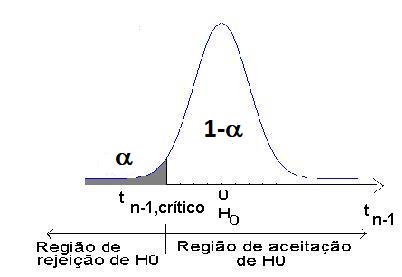 α
1-α
t n-1,crítico
0
H0
t n-1
Região de rejeição de H0
Região de aceitação de H0